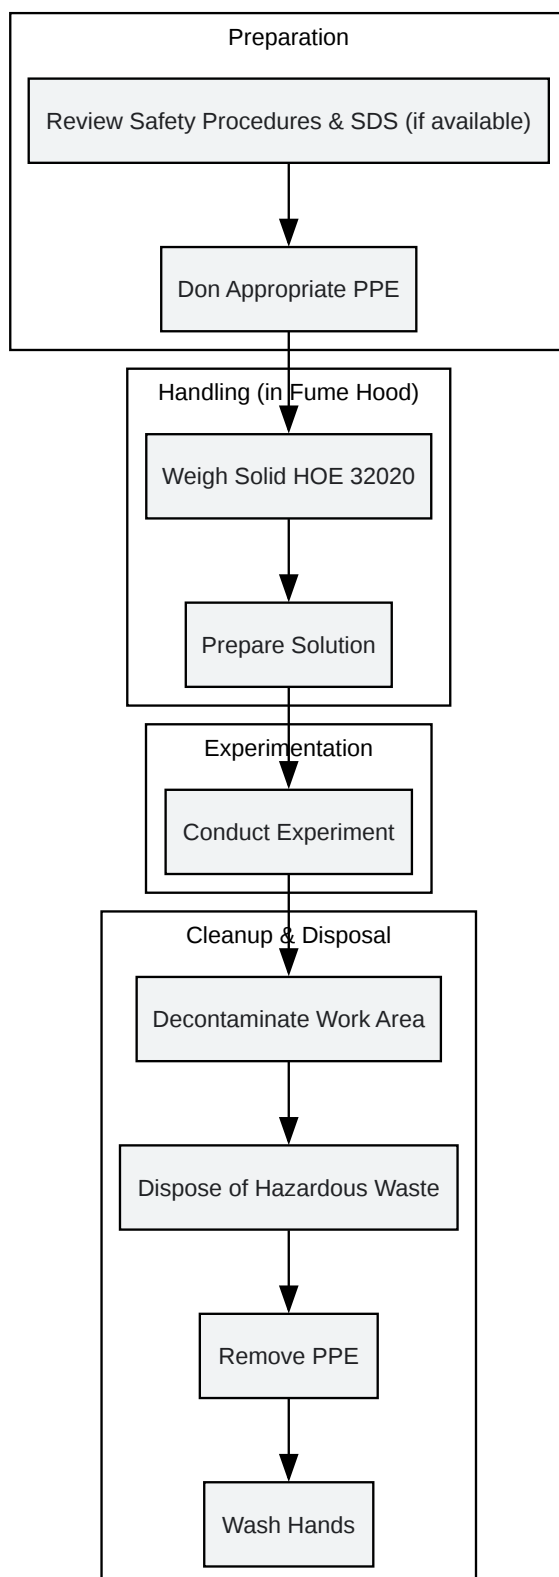 Preparation
Review Safety Procedures & SDS (if available)
Don Appropriate PPE
Handling (in Fume Hood)
Weigh Solid HOE 32020
Prepare Solution
Experimentation
Conduct Experiment
Cleanup & Disposal
Decontaminate Work Area
Dispose of Hazardous Waste
Remove PPE
Wash Hands